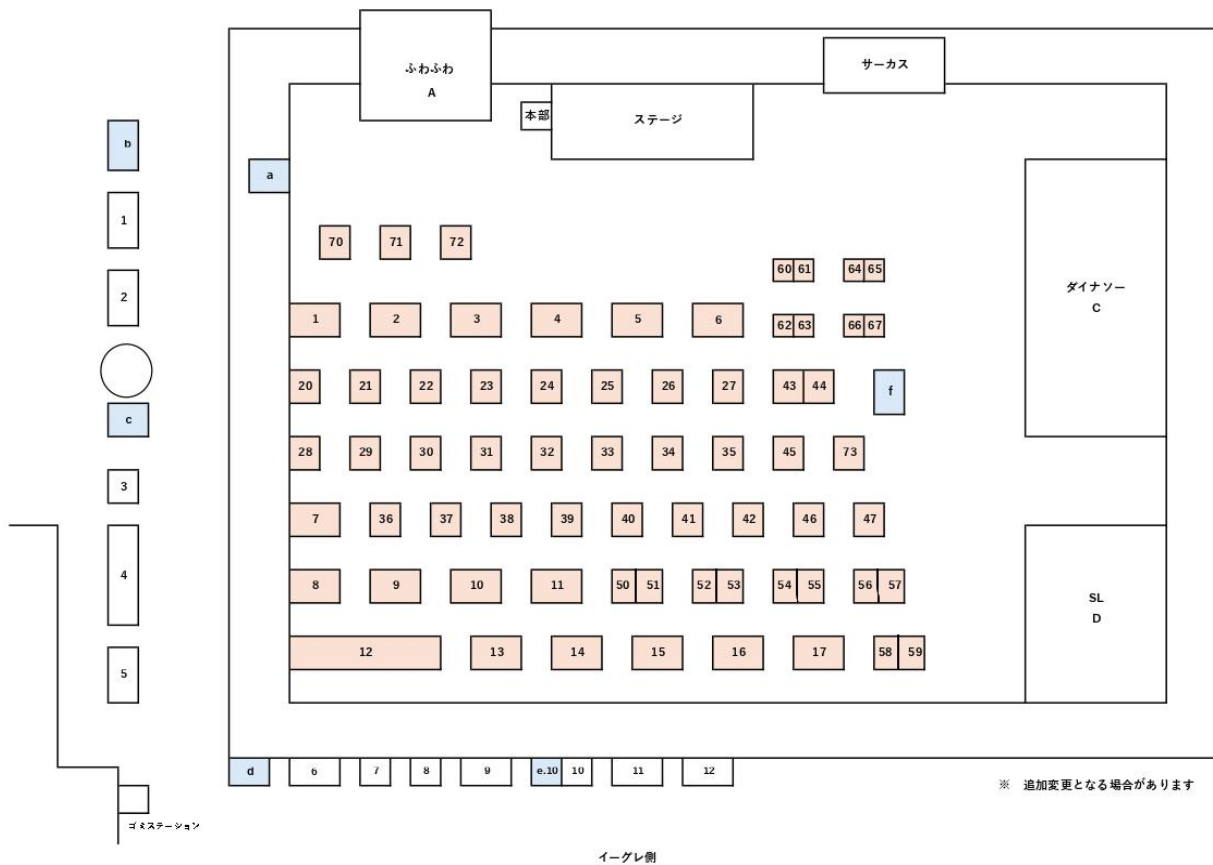 ふわふわ
A
サーカス
本部
ステージ
b
a
1
70 71 72
60 61 64 65
2
ダイナソー
C
1 2 3 4 5 6 62 63 66 67
20 21 22 23 24 25 26 27 43 44 f
c
28 29 30 31 32 33 34 35 45 73
3
7 36 37 38 39 40 41 42 46 47
4
8 9 10 11 50 51 52 53 54 55 56 57
SL
D
12 13 14 15 16 17 58 59
5
d 6 7 8 9 e.10 10 11 12
※ 追加変更となる場合があります
ゴミステーション
イーグレ側